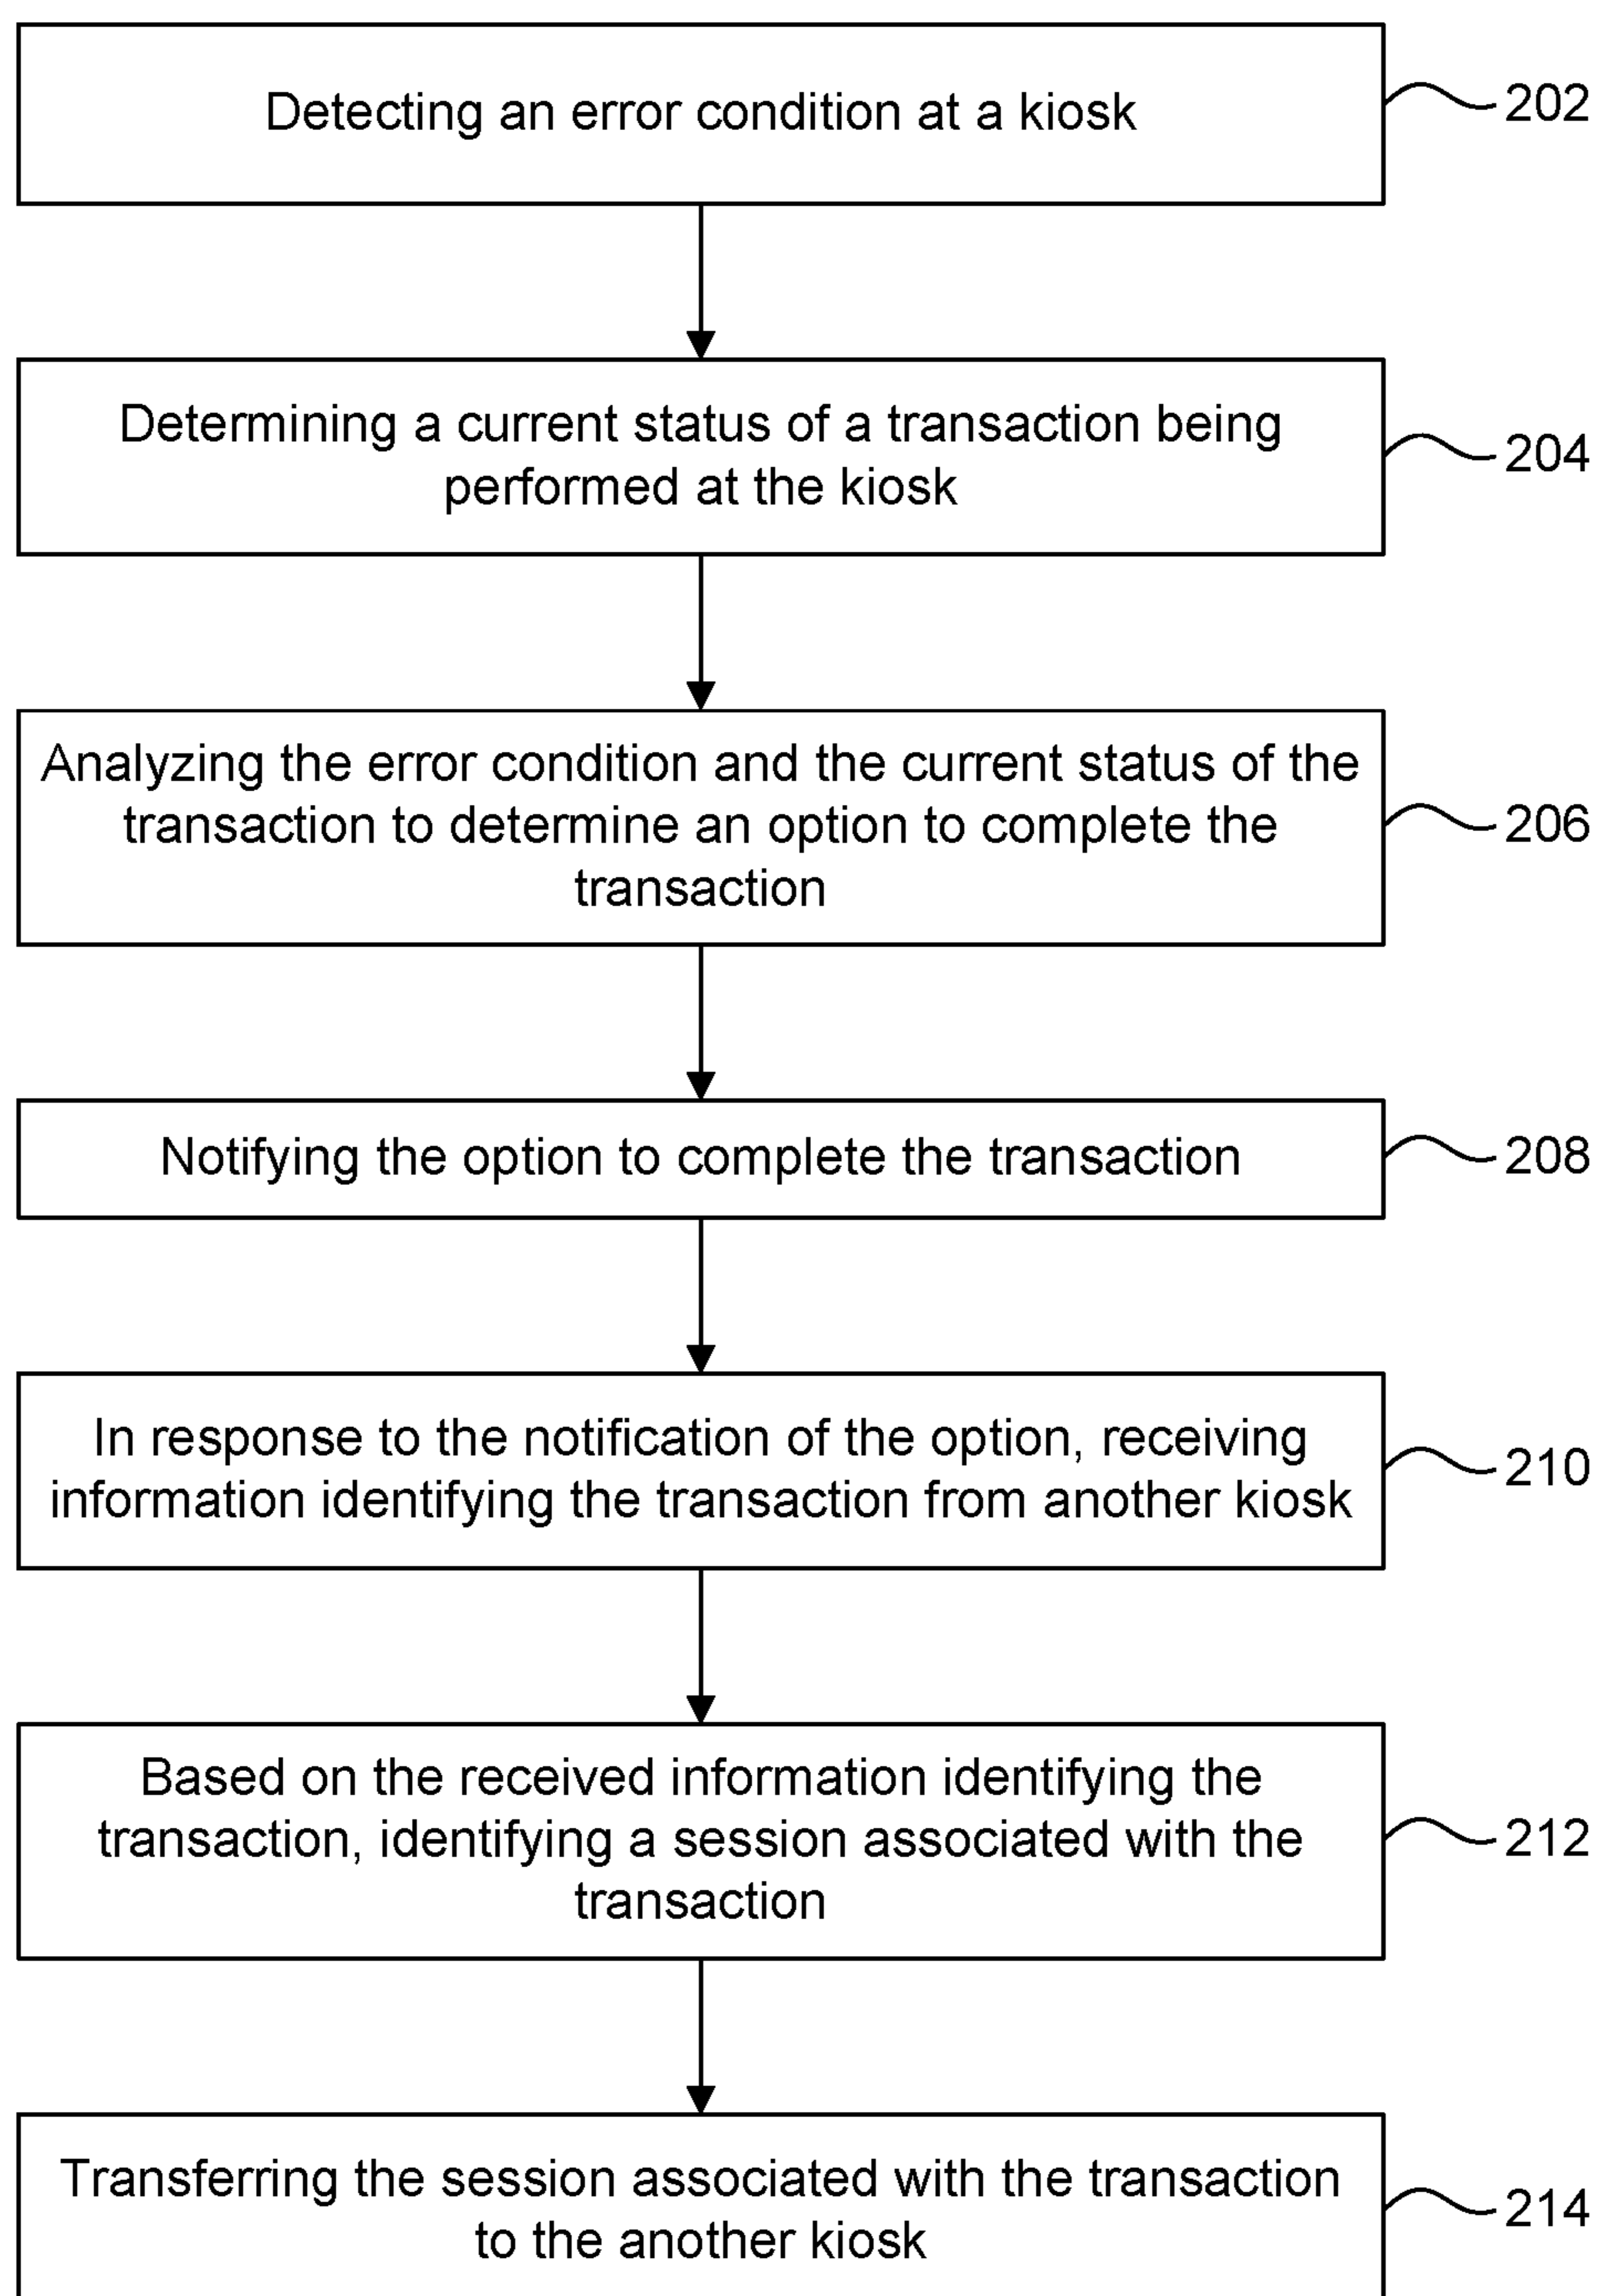 Detecting an error condition at a kiosk
202
Determining a current status of a transaction being
performed at the kiosk
204
Analyzing the error condition and the current status of the
transaction to determine an option to complete the
transaction
206
Notifying the option to complete the transaction
208
In response to the notification of the option, receiving
information identifying the transaction from another kiosk
210
Based on the received information identifying the
transaction, identifying a session associated with the
transaction
212
Transferring the session associated with the transaction
to the another kiosk
214